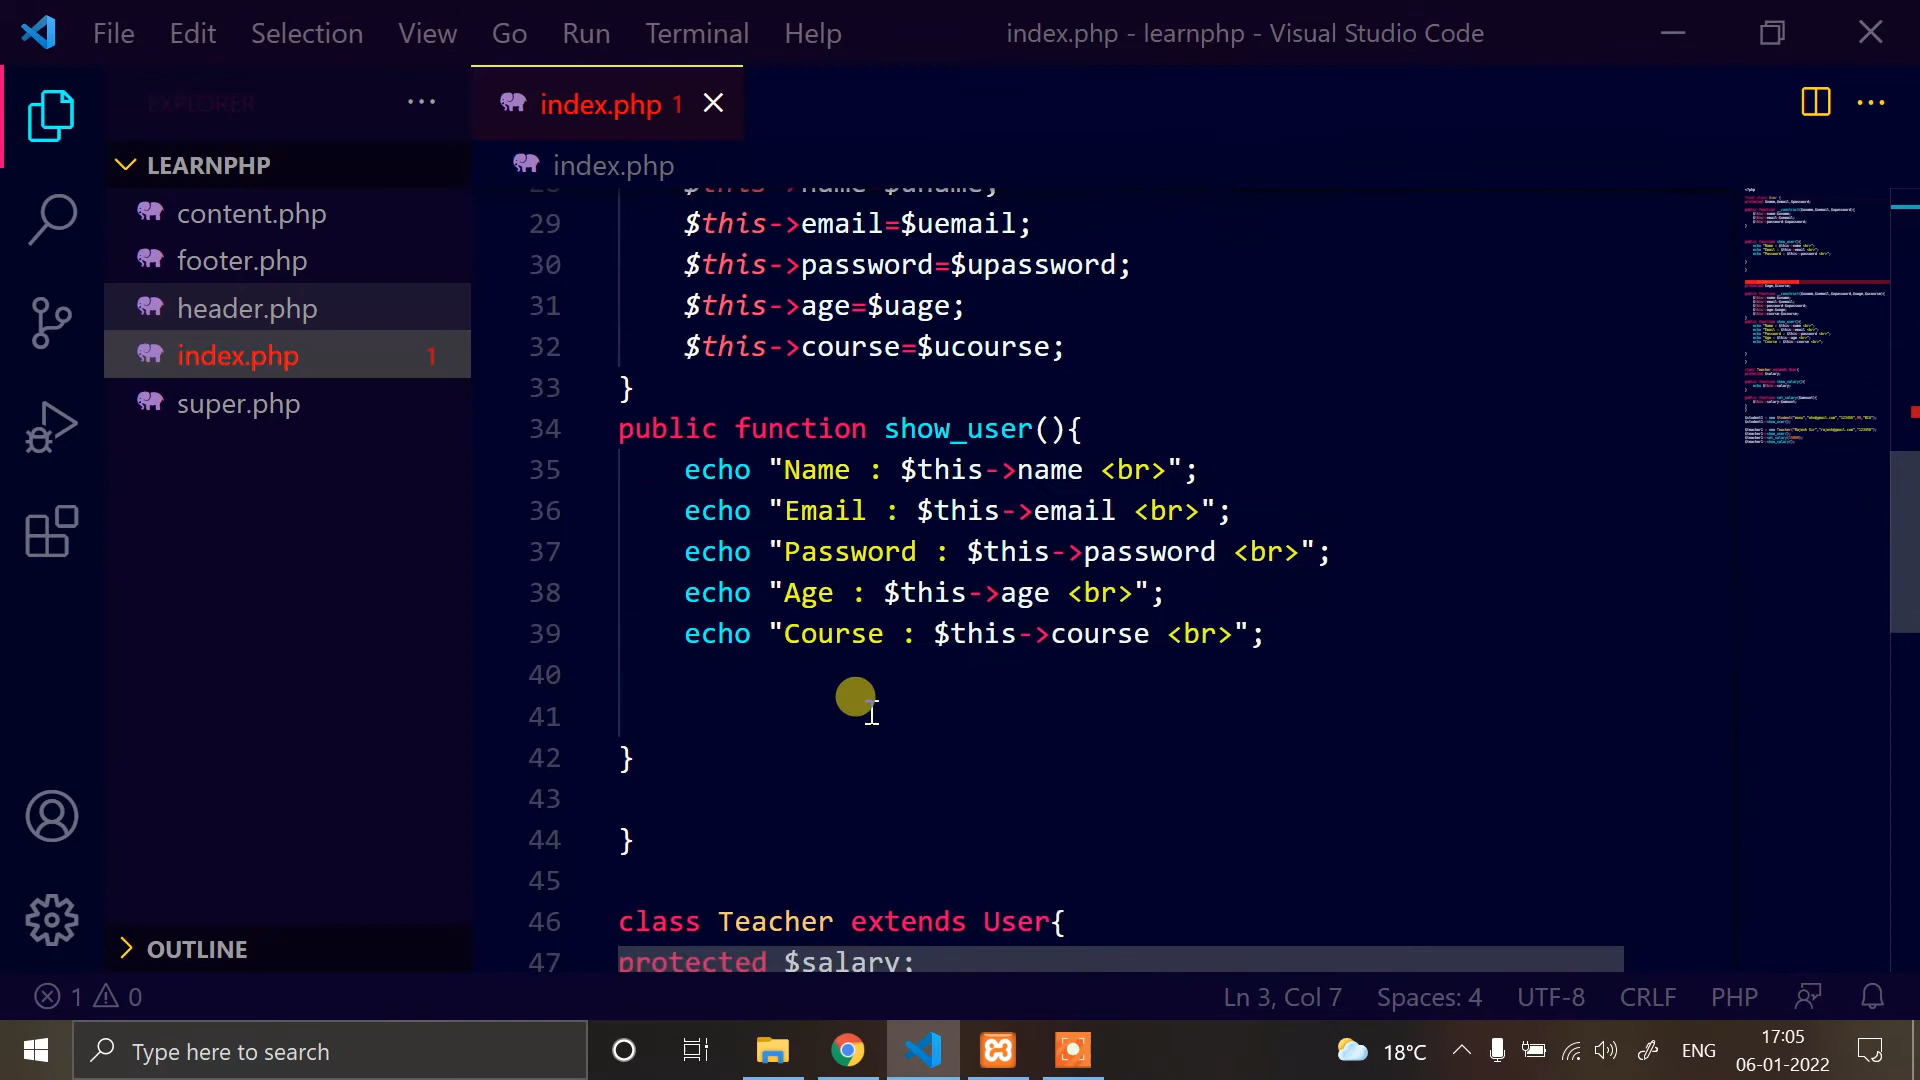 File Edit Selection View Go Run Terminal Help index.php - learnphp - Visual Studio Code
EXPLORER
index.php 1
LEARNPHP
index.php
content.php
footer.php
header.php
index.php 1
super.php
OUTLINE
29 $this->email=$uemail;
30 $this->password=$upassword;
31 $this->age=$uage;
32 $this->course=$ucourse;
33 }
34 public function show_user(){
35 echo "Name : $this->name <br>";
36 echo "Email : $this->email <br>";
37 echo "Password : $this->password <br>";
38 echo "Age : $this->age <br>";
39 echo "Course : $this->course <br>";
40
41
42 }
43
44 }
45
46 class Teacher extends User{
47 protected $salary;
1 0 Ln 3, Col 7 Spaces: 4 UTF-8 CRLF PHP
Type here to search 18°C ENG 17:05
06-01-2022